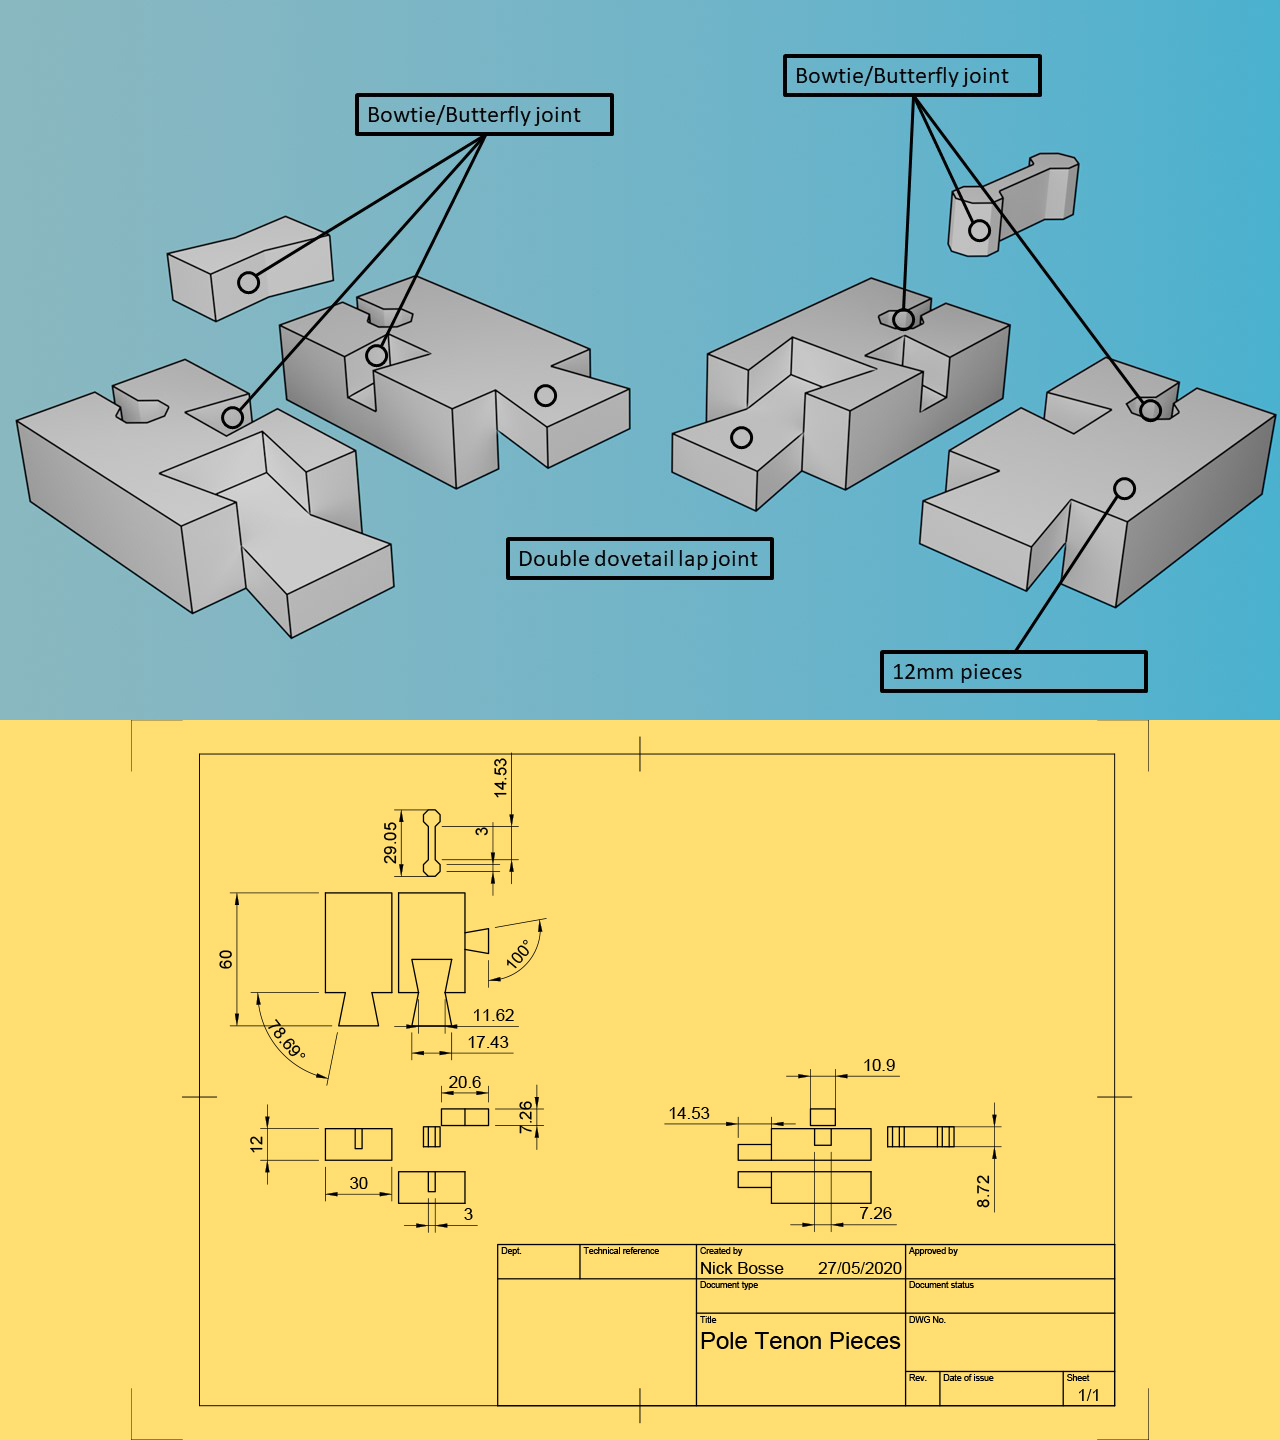 Bowtie/Butterfly joint
Bowtie/Butterfly joint
Double dovetail lap joint
12mm pieces
14.53
3
29.05
60
100°
78.69°
11.62
17.43
20.6
7.26
12
30
3
10.9
14.53
8.72
7.26
Dept.
Technical reference
Created by
Approved by
Nick Bosse 27/05/2020
Document type
Document status
Title
DWG No.
Pole Tenon Pieces
Rev.
Date of issue
Sheet
1/1